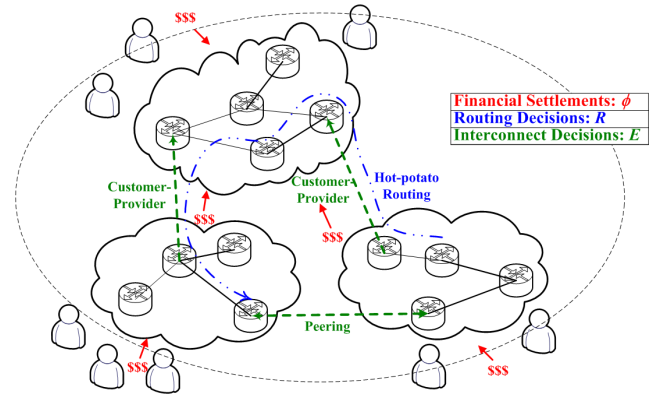 $$$
Financial Settlements: ϕ
Routing Decisions: R
Interconnect Decisions: E
Customer-
Provider
Customer-
Provider
Hot-potato
Routing
$$$
$$$
Peering
$$$
$$$